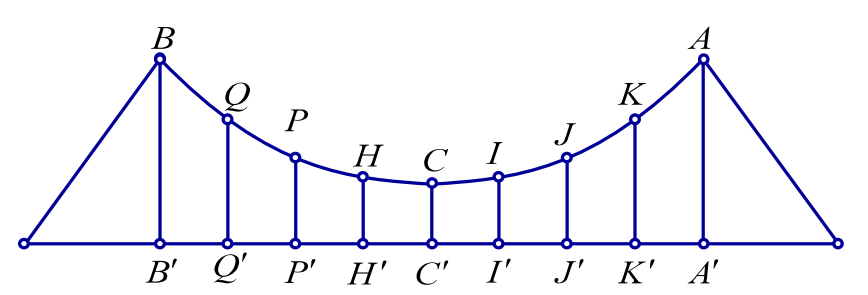 B A
Q K
P J
H C I
B′ Q′ P′ H′ C′ I′ J′ K′ A′